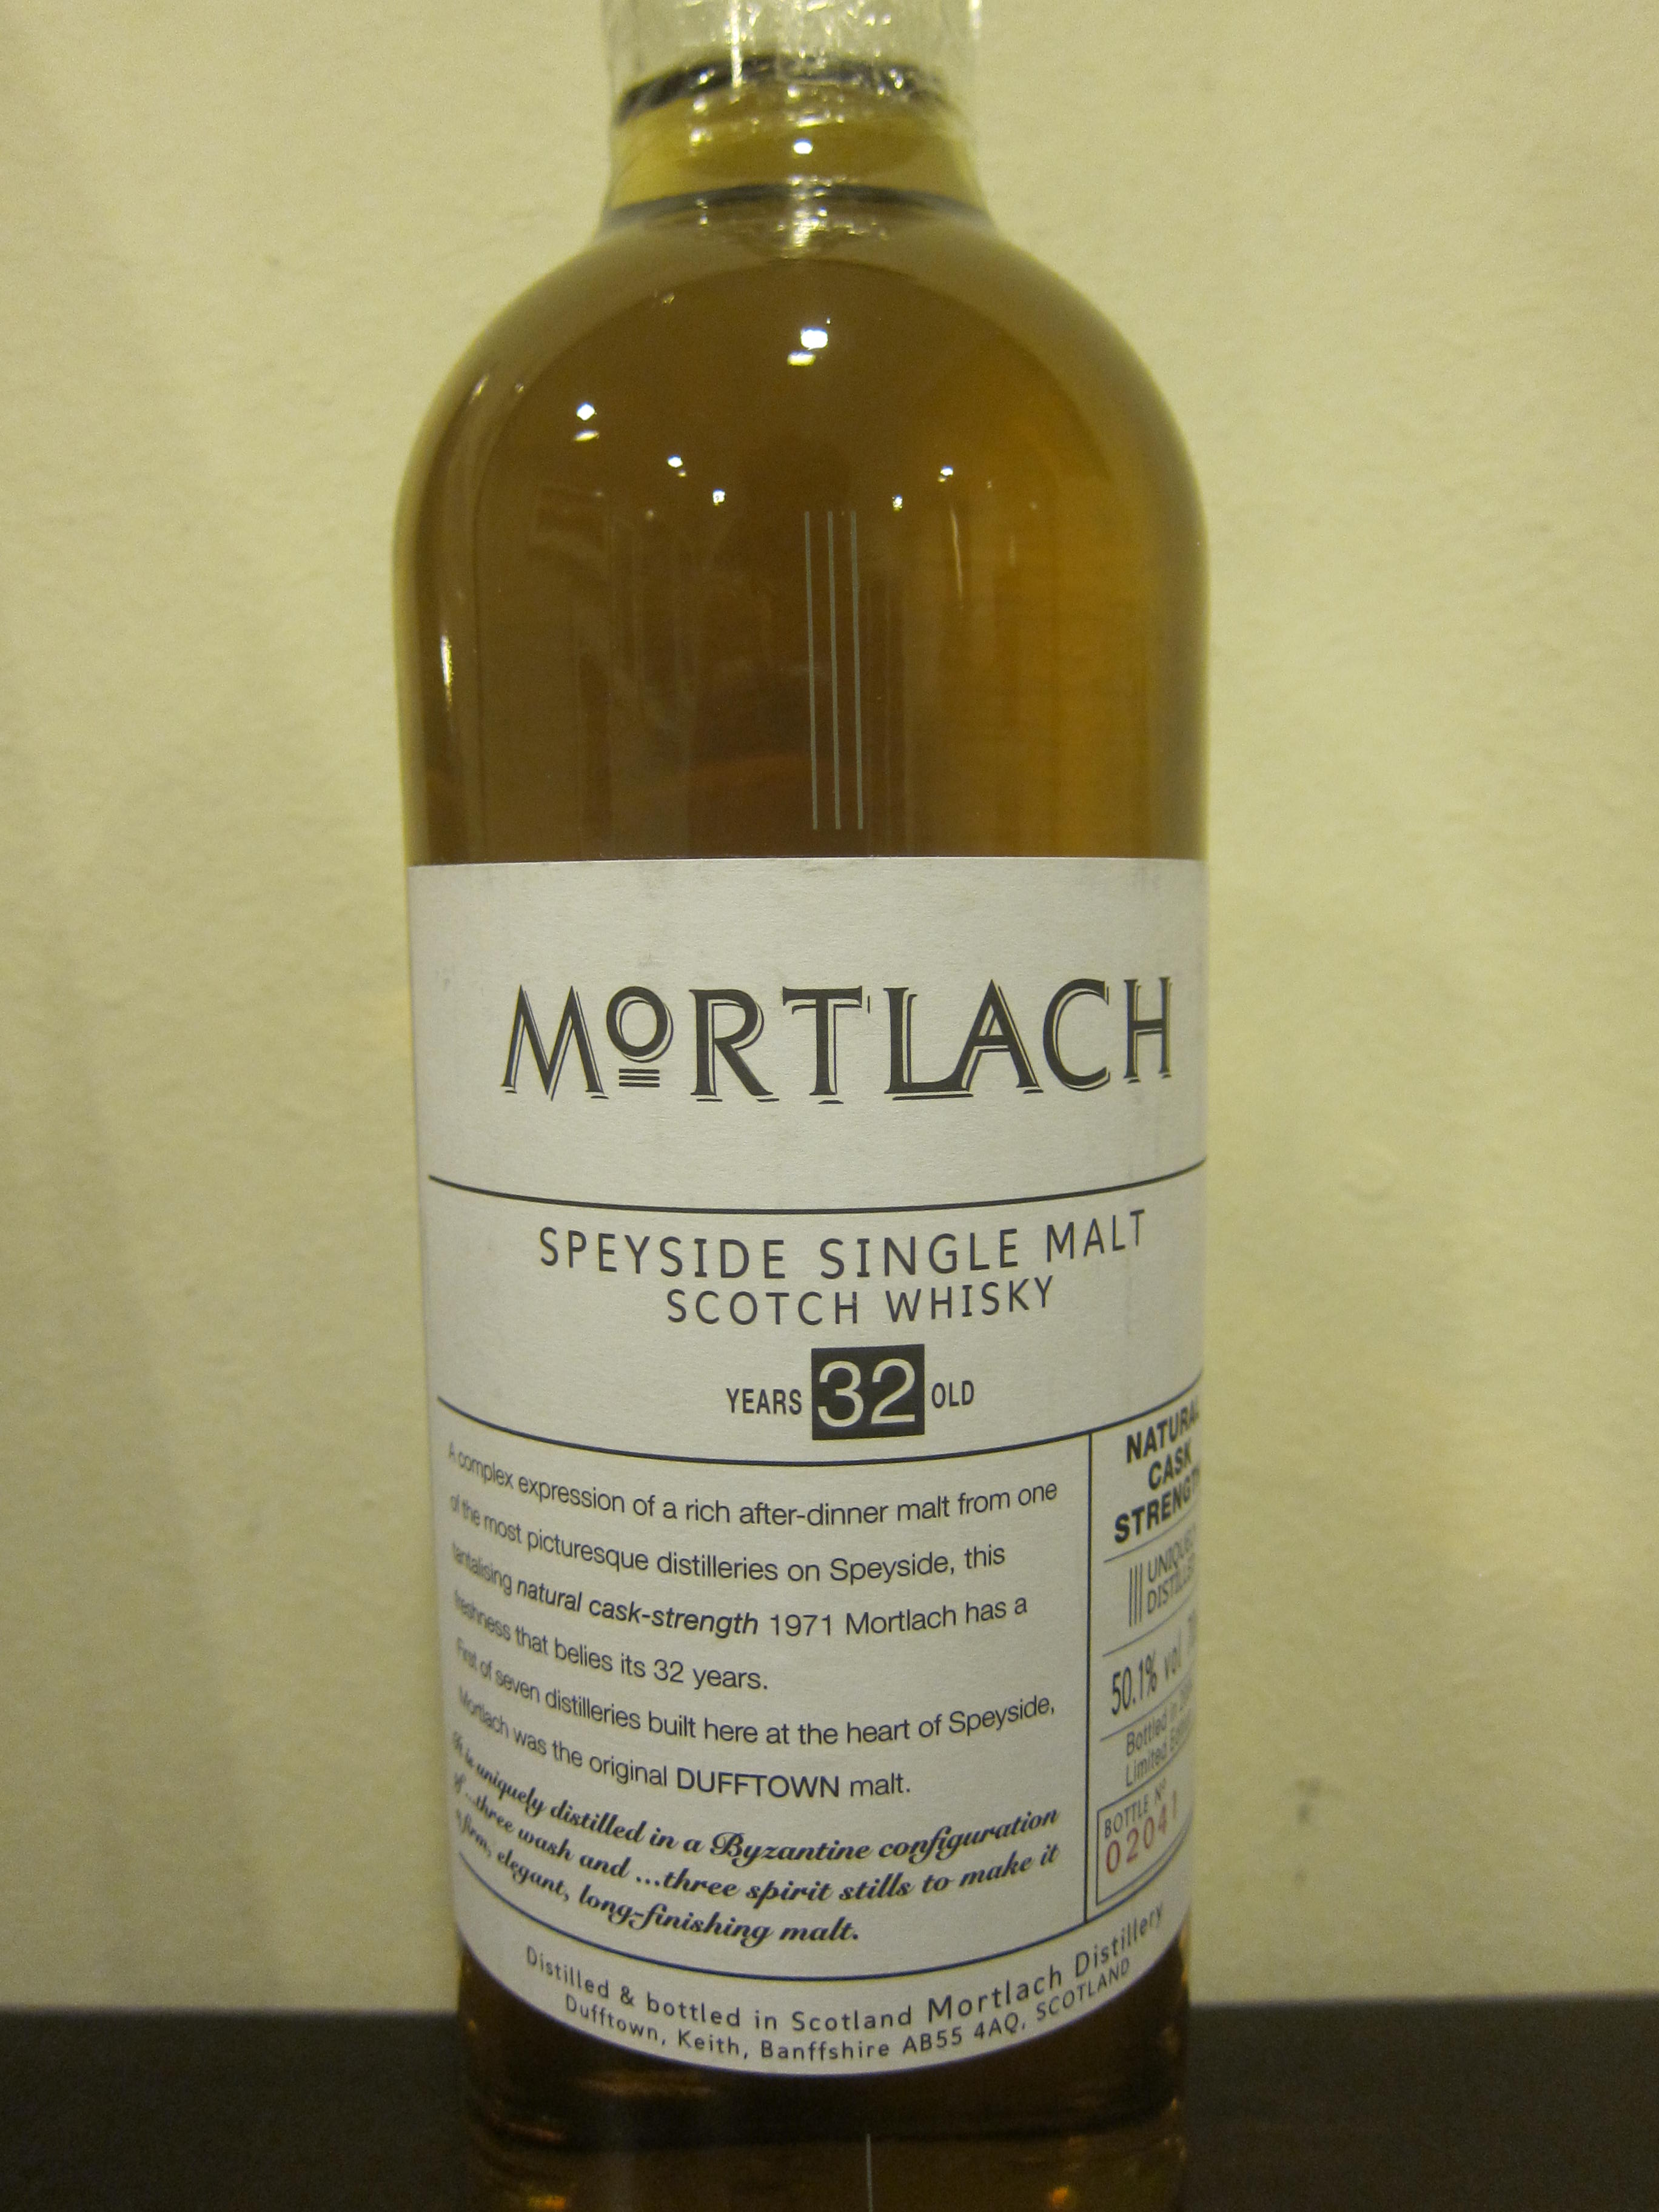 MORTLACH
SPEYSIDE SINGLE MALT
SCOTCH WHISKY
YEARS 32 OLD
A complex expression of a rich after-dinner malt from one
of the most picturesque distilleries on Speyside, this
tantalising natural cask-strength 1971 Mortlach has a
freshness that belies its 32 years.
First of seven distilleries built here at the heart of Speyside,
Mortlach was the original DUFFTOWN malt.
It is uniquely distilled in a Byzantine configuration
of ...three wash and ...three spirit stills to make it
a firm, elegant, long-finishing malt.
NATURAL
CASK
STRENGTH
50.1% vol
Bottled in
Limited
BOTTLE Nº
02041
Distilled & bottled in Scotland Mortlach Distillery
Dufftown, Keith, Banffshire AB55 4AQ, SCOTLAND